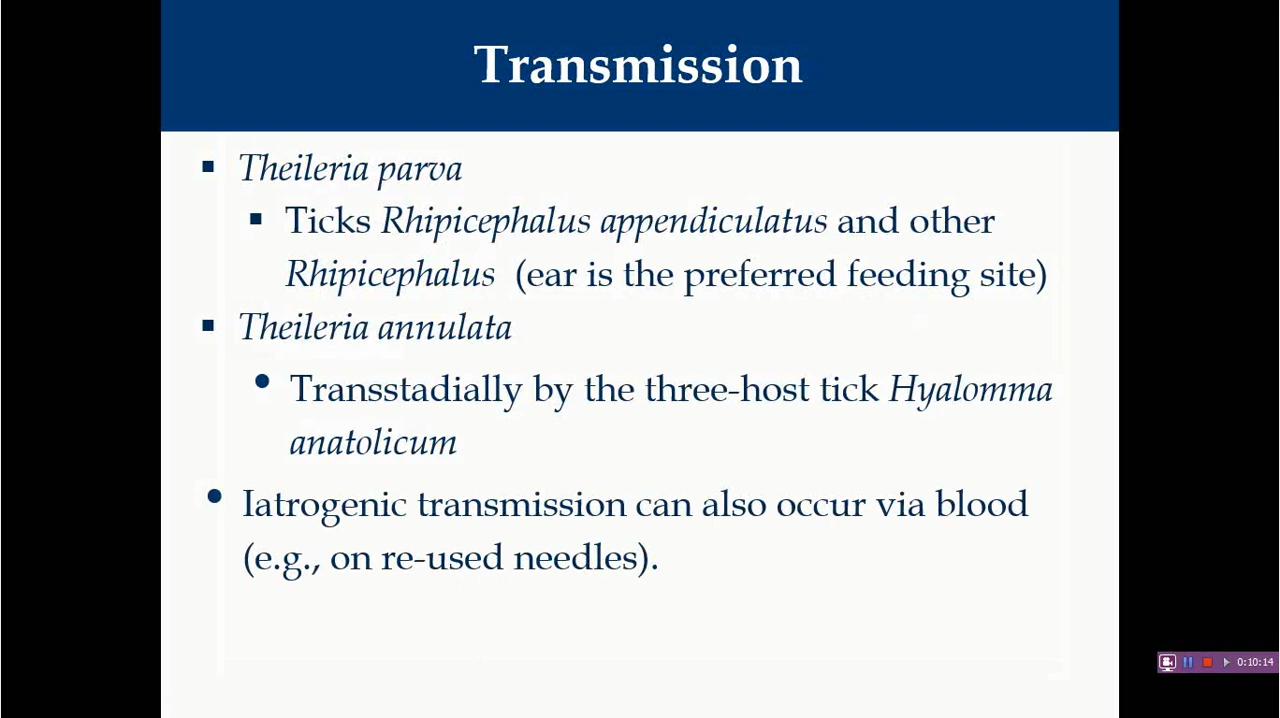 Transmission
▪ Theileria parva
▪ Ticks Rhipicephalus appendiculatus and other
Rhipicephalus (ear is the preferred feeding site)
▪ Theileria annulata
• Transstadially by the three-host tick Hyalomma
anatolicum
• Iatrogenic transmission can also occur via blood
(e.g., on re-used needles).
0:10:14